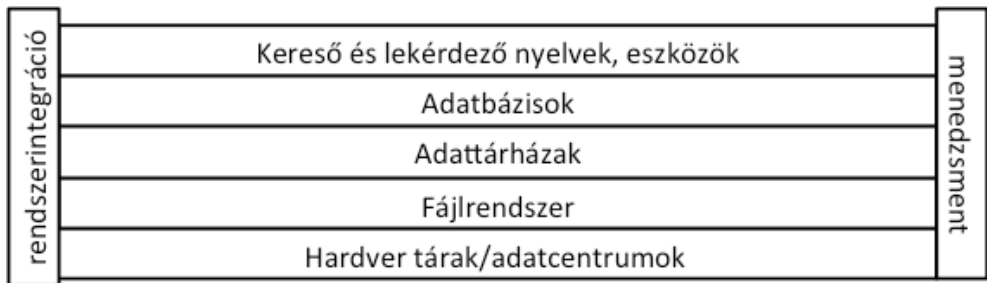 rendszerintegráció
Kereső és lekérdező nyelvek, eszközök
Adatbázisok
Adattárházak
Fájlrendszer
Hardver tárak/adatcentrumok
menedzsment